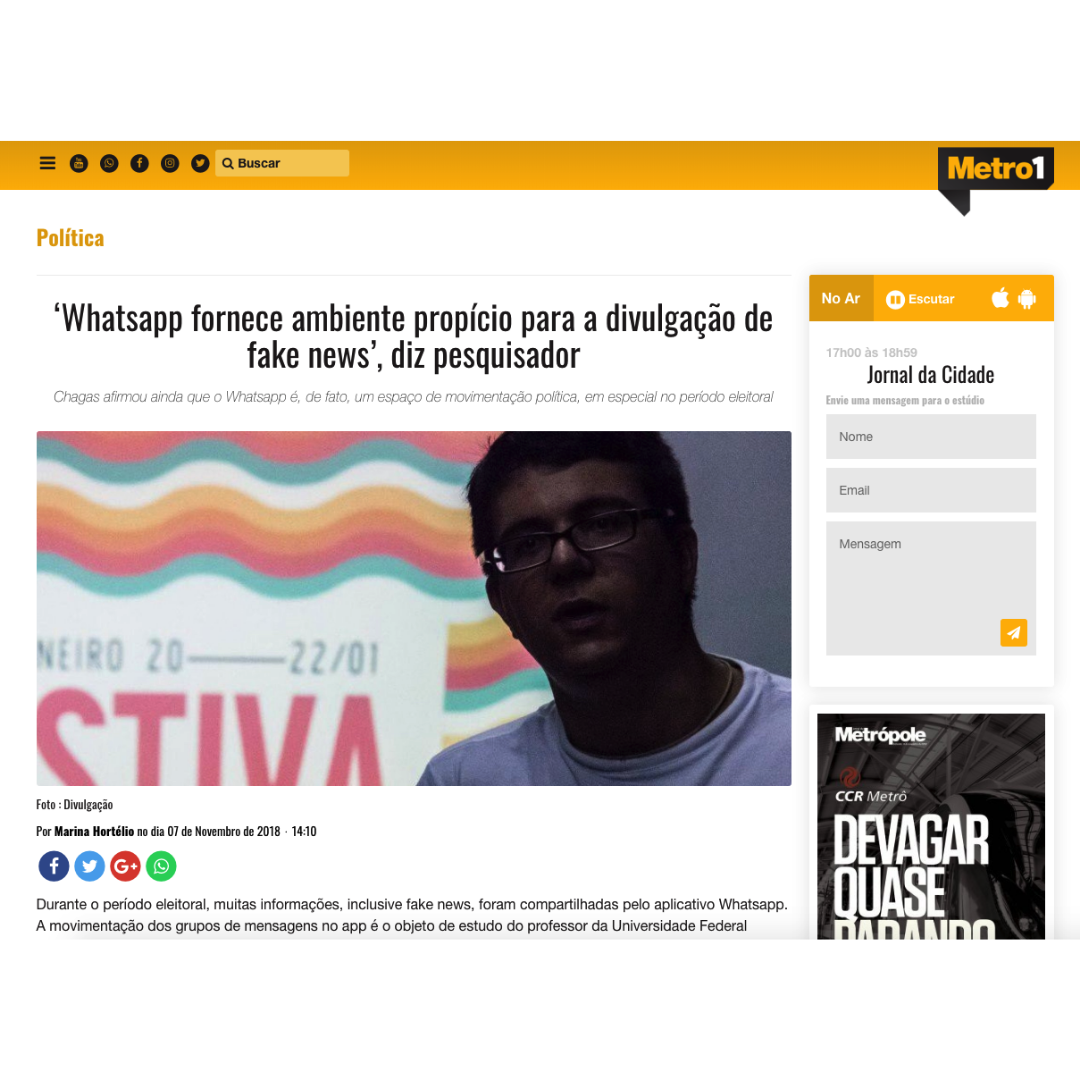 Buscar
Metro1
Política
‘Whatsapp fornece ambiente propício para a divulgação de
fake news’, diz pesquisador
Chagas afirmou ainda que o Whatsapp é, de fato, um espaço de movimentação política, em especial no período eleitoral
NEIRO 20 22/01
STIVA
Foto : Divulgação
Por Marina Hortélio no dia 07 de Novembro de 2018 · 14:10
Durante o período eleitoral, muitas informações, inclusive fake news, foram compartilhadas pelo aplicativo Whatsapp.
A movimentação dos grupos de mensagens no app é o objeto de estudo do professor da Universidade Federal
No Ar
Escutar
17h00 às 18h59
Jornal da Cidade
Envie uma mensagem para o estúdio
Nome
Email
Mensagem
Metrópole
CCR Metrô
DEVAGAR
QUASE
PARANDO